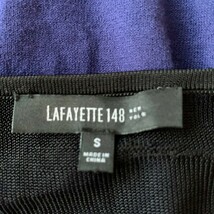 LAFAYETTE 148 NEW YORK
S
MADE IN
CHINA